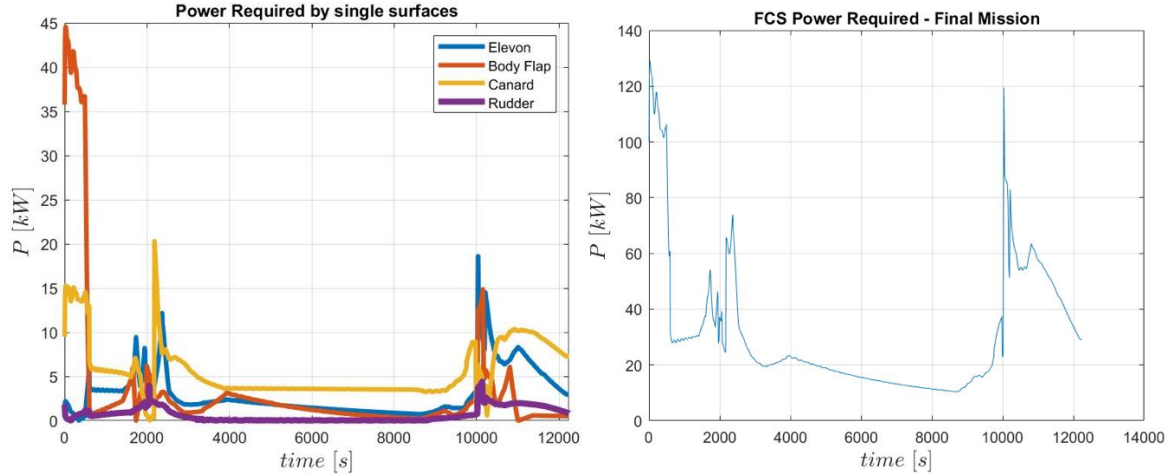 Power Required by single surfaces
45
40
35
30
25
20
15
10
5
0
P [kW]
Elevon
Body Flap
Canard
Rudder
0 2000 4000 6000 8000 10000 12000
time [s]
FCS Power Required - Final Mission
140
120
100
80
60
40
20
0
P [kW]
0 2000 4000 6000 8000 10000 12000 14000
time [s]